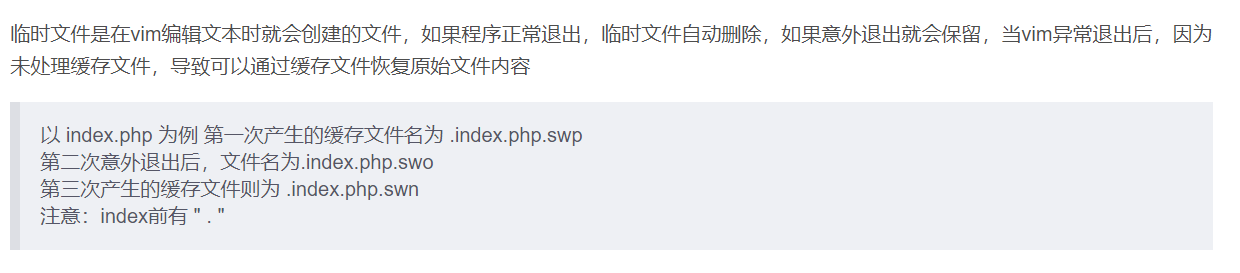 临时文件是在vim编辑文本时就会创建的文件，如果程序正常退出，临时文件自动删除，如果意外退出就会保留，当vim异常退出后，因为
未处理缓存文件，导致可以通过缓存文件恢复原始文件内容
以 index.php 为例 第一次产生的缓存文件名为 .index.php.swp
第二次意外退出后，文件名为.index.php.swo
第三次产生的缓存文件则为 .index.php.swn
注意：index前有 " . "